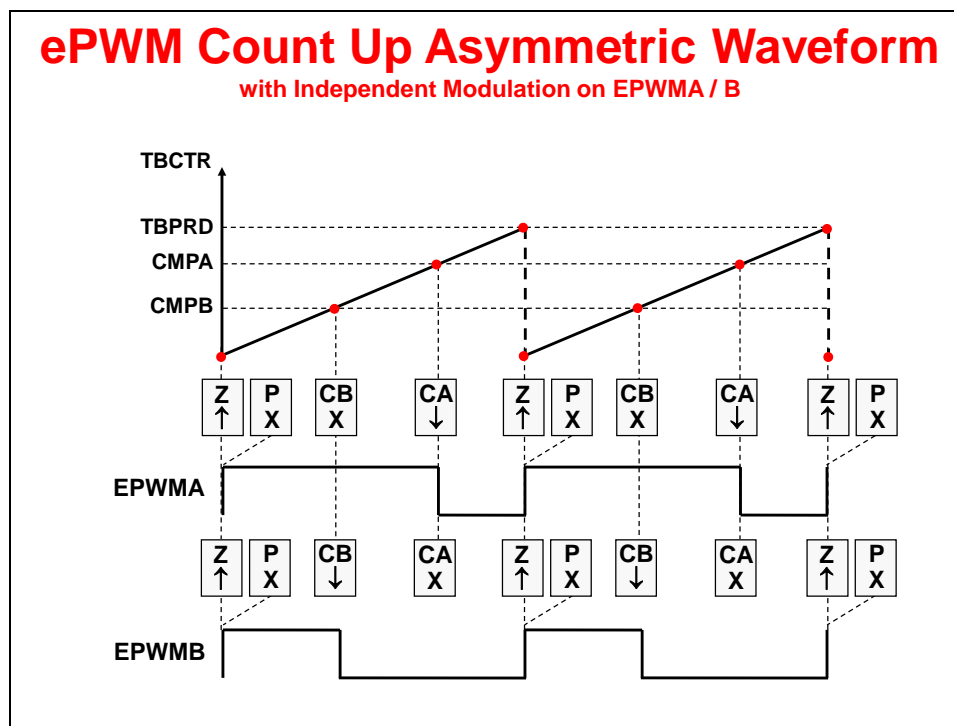 ePWM Count Up Asymmetric Waveform
with Independent Modulation on EPWMA / B
TBCTR
TBPRD
CMPA
CMPB
Z P CB CA Z P CB CA Z P
↑ X X ↓ ↑ X X ↓ ↑ X
EPWMA
Z P CB CA Z P CB CA Z P
↑ X ↓ X ↑ X ↓ X ↑ X
EPWMB